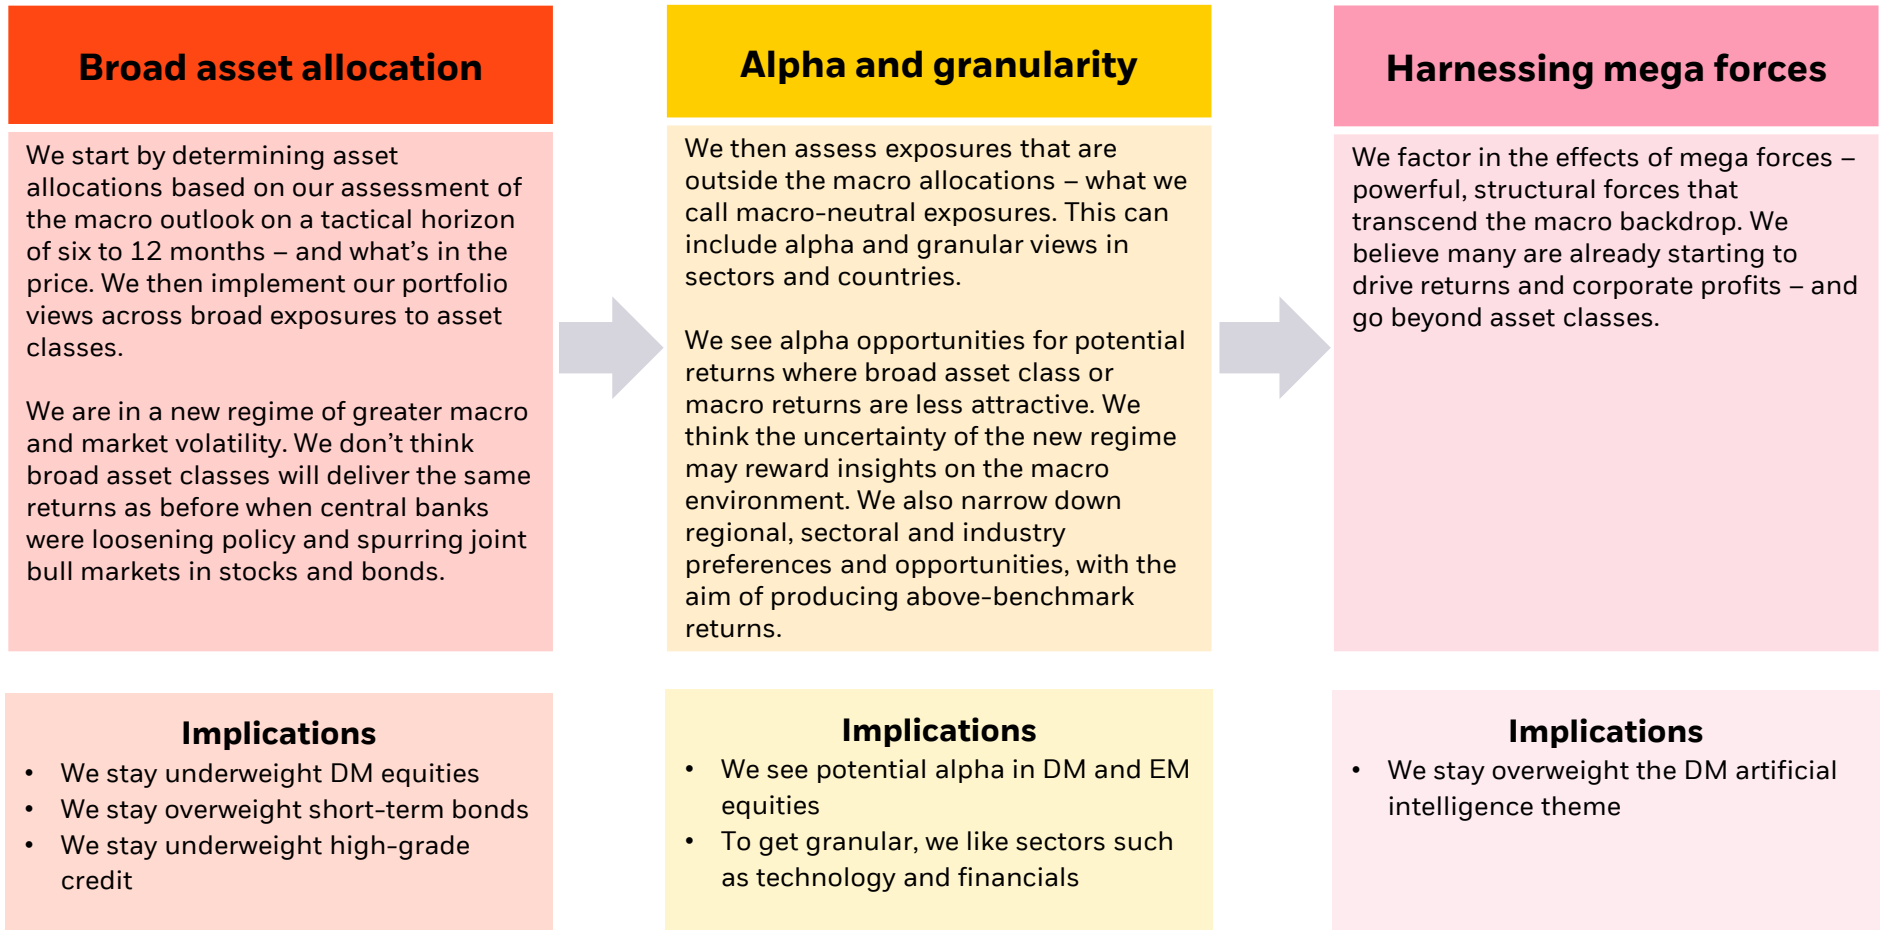 Broad asset allocation
We start by determining asset
allocations based on our assessment of
the macro outlook on a tactical horizon
of six to 12 months – and what’s in the
price. We then implement our portfolio
views across broad exposures to asset
classes.
We are in a new regime of greater macro
and market volatility. We don’t think
broad asset classes will deliver the same
returns as before when central banks
were loosening policy and spurring joint
bull markets in stocks and bonds.
Implications
• We stay underweight DM equities
• We stay overweight short-term bonds
• We stay underweight high-grade
credit
Alpha and granularity
We then assess exposures that are
outside the macro allocations – what we
call macro-neutral exposures. This can
include alpha and granular views in
sectors and countries.
We see alpha opportunities for potential
returns where broad asset class or
macro returns are less attractive. We
think the uncertainty of the new regime
may reward insights on the macro
environment. We also narrow down
regional, sectoral and industry
preferences and opportunities, with the
aim of producing above-benchmark
returns.
Implications
• We see potential alpha in DM and EM
equities
• To get granular, we like sectors such
as technology and financials
Harnessing mega forces
We factor in the effects of mega forces –
powerful, structural forces that
transcend the macro backdrop. We
believe many are already starting to
drive returns and corporate profits – and
go beyond asset classes.
Implications
• We stay overweight the DM artificial
intelligence theme